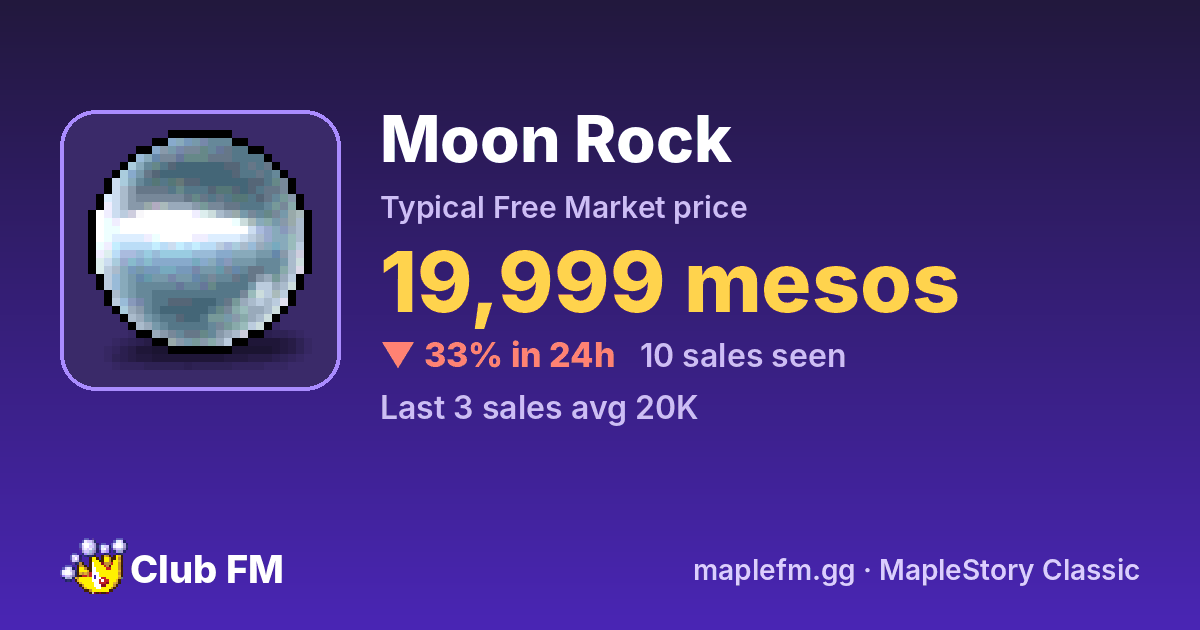 Moon Rock
Typical Free Market price
19,999 mesos
▼ 33% in 24h 10 sales seen
Last 3 sales avg 20K
Club FM
maplefm.gg · MapleStory Classic